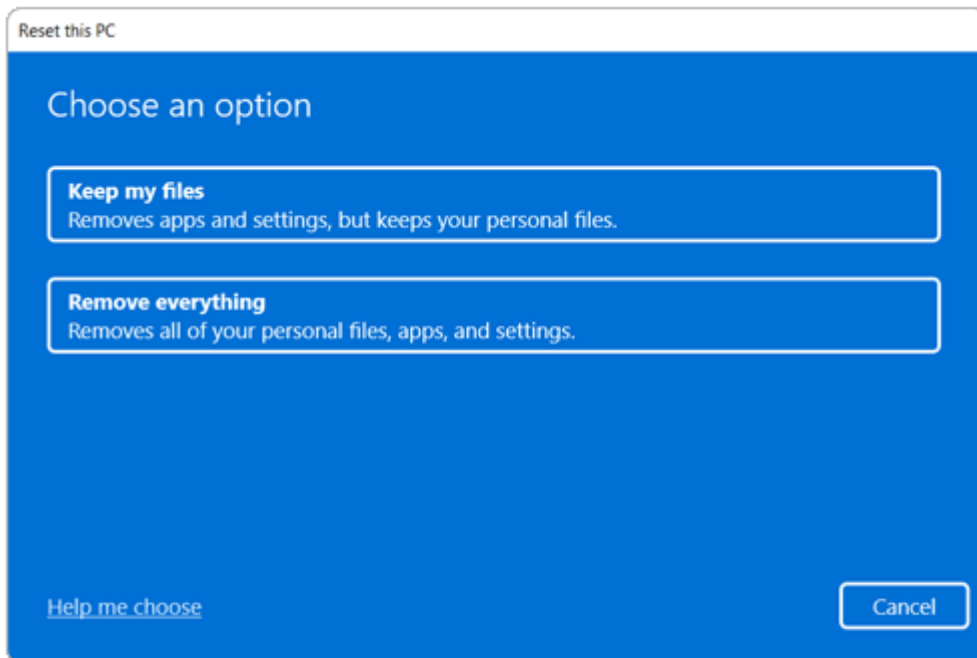 Reset this PC
Choose an option
Keep my files
Removes apps and settings, but keeps your personal files.
Remove everything
Removes all of your personal files, apps, and settings.
Help me choose
Cancel